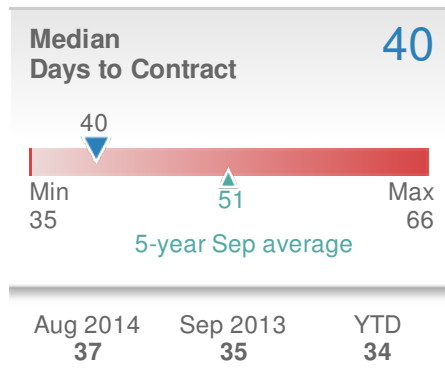 Median
Days to Contract
40
40
Min
35
51
Max
66
5-year Sep average
Aug 2014 Sep 2013 YTD
37 35 34